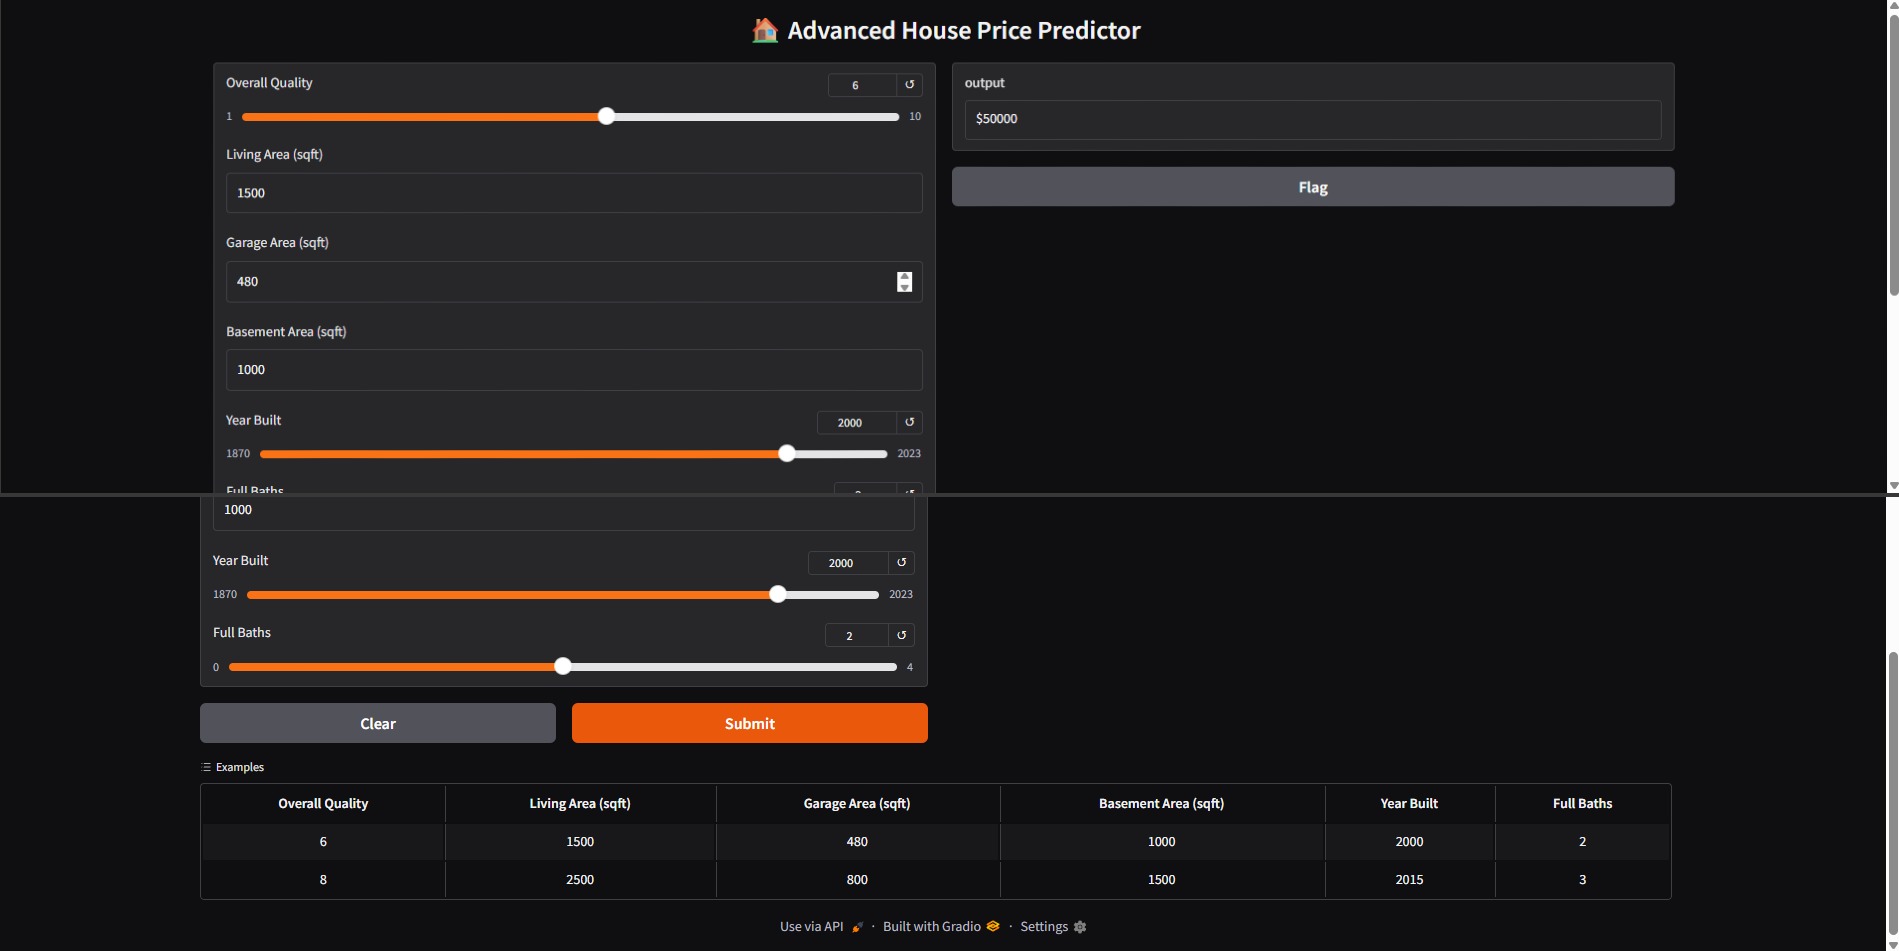 🏠 Advanced House Price Predictor
Overall Quality
6 ↺
1 10
Living Area (sqft)
1500
Garage Area (sqft)
480
Basement Area (sqft)
1000
Year Built
2000 ↺
1870 2023
Full Baths
2 ↺
output
$50000
Flag
1000
Year Built
2000 ↺
1870 2023
Full Baths
2 ↺
0 4
Clear Submit
Examples
Overall Quality Living Area (sqft) Garage Area (sqft) Basement Area (sqft) Year Built Full Baths
6 1500 480 1000 2000 2
8 2500 800 1500 2015 3
Use via API 🚀 · Built with Gradio · Settings ⚙